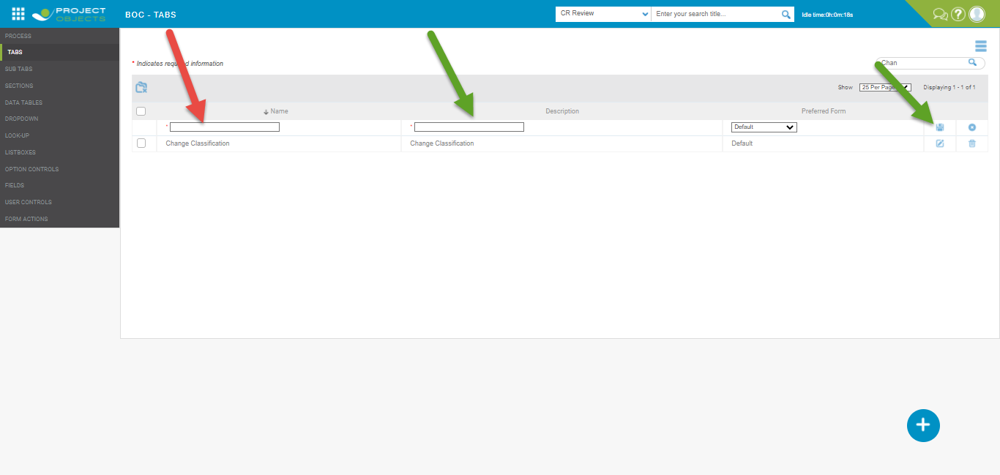 PROJECT
OBJECTS
BOC - TABS
CR Review
Enter your search title...
Idle time:0h:0m:18s
PROCESS
TABS
SUB TABS
SECTIONS
DATA TABLES
DROPDOWN
LOOK-UP
LISTBOXES
OPTION CONTROLS
FIELDS
USER CONTROLS
FORM ACTIONS
* Indicates required information
Chan
Show 25 Per Page Displaying 1 - 1 of 1
Name Description Preferred Form
* * Default
Change Classification Change Classification Default